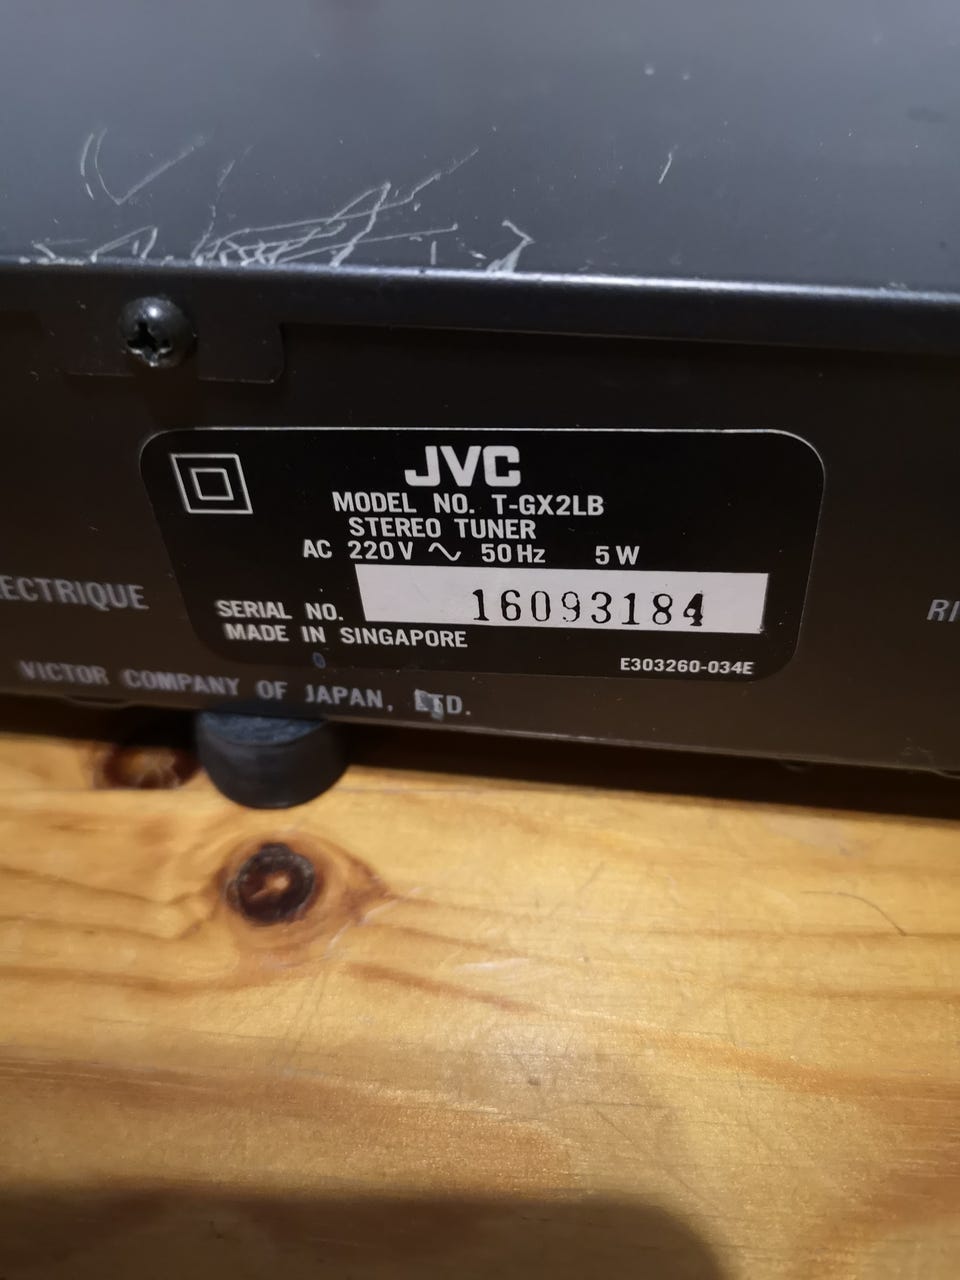 JVC
MODEL NO. T-GX2LB
STEREO TUNER
AC 220V ∿ 50Hz 5W
ECTRIQUE
SERIAL NO. 16093184
MADE IN SINGAPORE
E303260-034E
VICTOR COMPANY OF JAPAN, LTD.